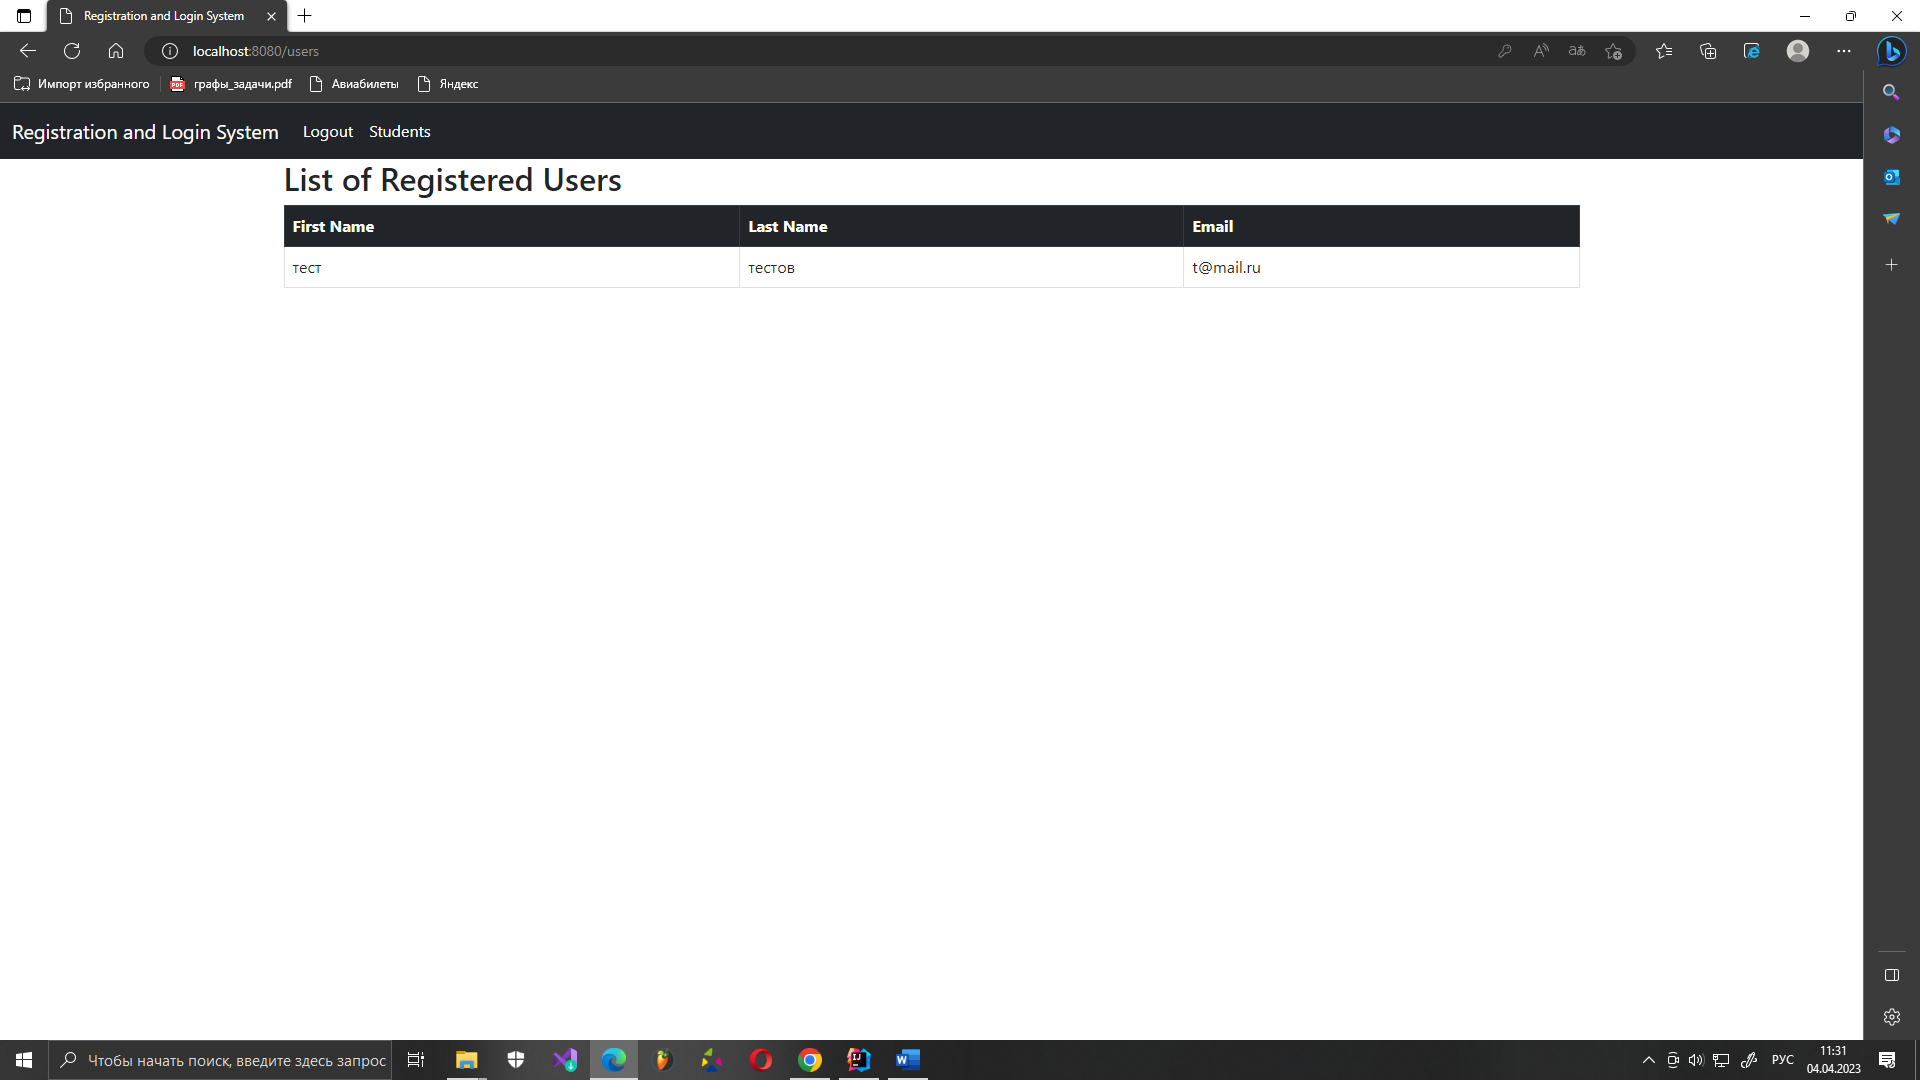 Registration and Login System
localhost:8080/users
Импорт избранного графы_задачи.pdf Авиабилеты Яндекс
Registration and Login System Logout Students
List of Registered Users
First Name Last Name Email
тест тестов t@mail.ru
Чтобы начать поиск, введите здесь запрос
РУС 11:31
04.04.2023